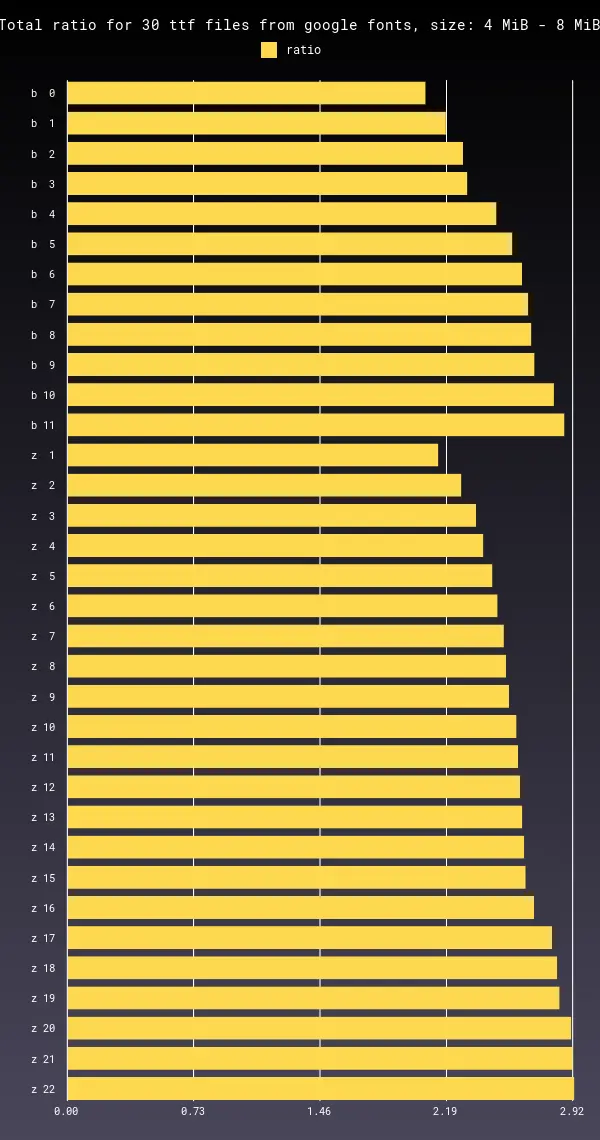 Total ratio for 30 ttf files from google fonts, size: 4 MiB - 8 MiB
ratio
b 0
b 1
b 2
b 3
b 4
b 5
b 6
b 7
b 8
b 9
b 10
b 11
z 1
z 2
z 3
z 4
z 5
z 6
z 7
z 8
z 9
z 10
z 11
z 12
z 13
z 14
z 15
z 16
z 17
z 18
z 19
z 20
z 21
z 22
0.00 0.73 1.46 2.19 2.92